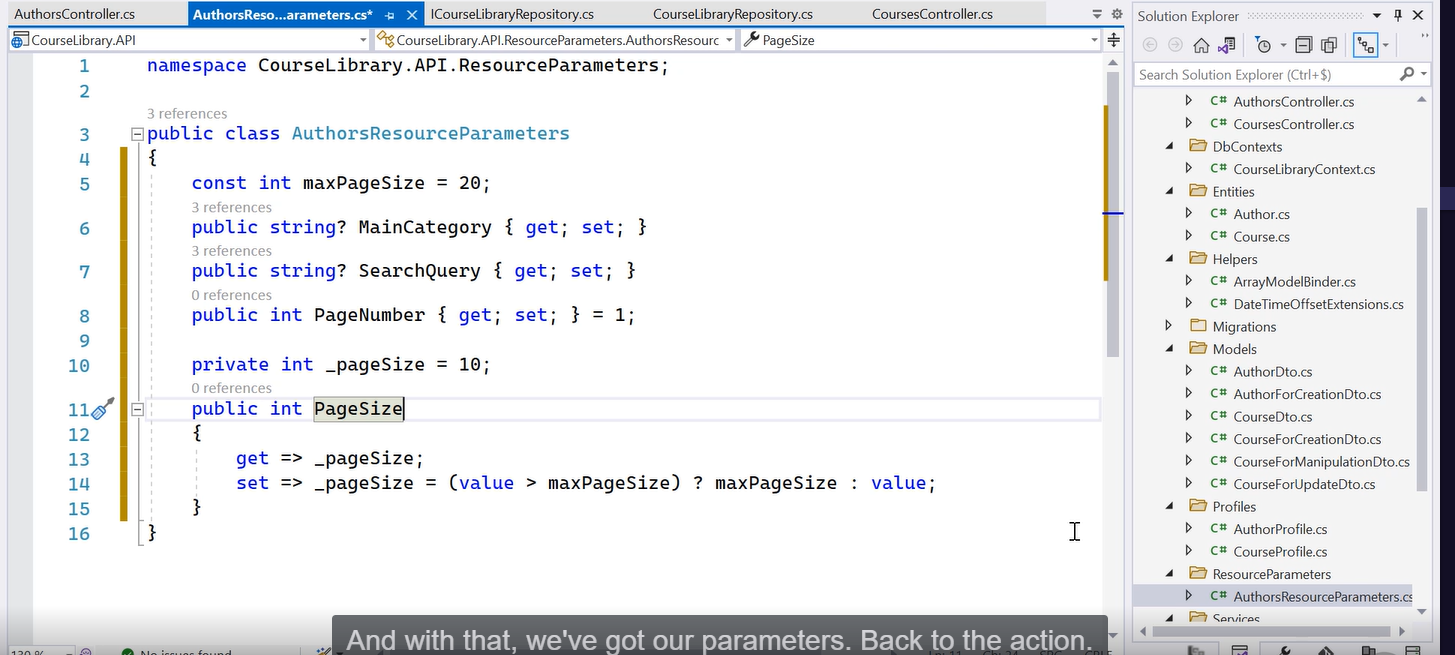 AuthorsController.cs
AuthorsReso...arameters.cs*
ICourseLibraryRepository.cs
CourseLibraryRepository.cs
CoursesController.cs
CourseLibrary.API
CourseLibrary.API.ResourceParameters.AuthorsResourc
PageSize
1 namespace CourseLibrary.API.ResourceParameters;
2
3 references
3 public class AuthorsResourceParameters
4 {
5 const int maxPageSize = 20;
3 references
6 public string? MainCategory { get; set; }
3 references
7 public string? SearchQuery { get; set; }
0 references
8 public int PageNumber { get; set; } = 1;
9
10 private int _pageSize = 10;
0 references
11 public int PageSize
12 {
13 get => _pageSize;
14 set => _pageSize = (value > maxPageSize) ? maxPageSize : value;
15 }
16 }
And with that, we've got our parameters. Back to the action.
130 %
No issues found
Solution Explorer
Search Solution Explorer (Ctrl+$)
C# AuthorsController.cs
C# CoursesController.cs
DbContexts
C# CourseLibraryContext.cs
Entities
C# Author.cs
C# Course.cs
Helpers
C# ArrayModelBinder.cs
C# DateTimeOffsetExtensions.cs
Migrations
Models
C# AuthorDto.cs
C# AuthorForCreationDto.cs
C# CourseDto.cs
C# CourseForCreationDto.cs
C# CourseForManipulationDto.cs
C# CourseForUpdateDto.cs
Profiles
C# AuthorProfile.cs
C# CourseProfile.cs
ResourceParameters
C# AuthorsResourceParameters.cs
Services